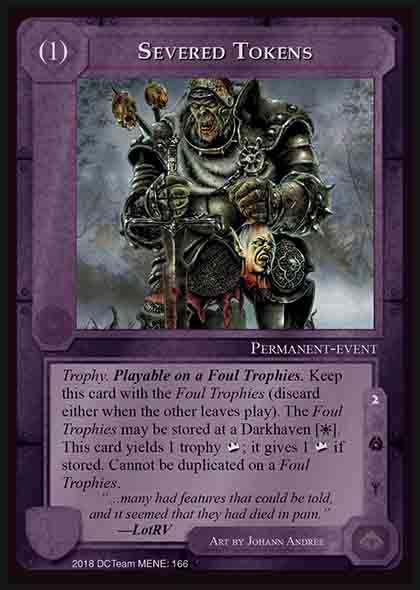 (1)
Severed Tokens
Permanent-event
Trophy. Playable on a Foul Trophies. Keep
this card with the Foul Trophies (discard
either when the other leaves play). The Foul
Trophies may be stored at a Darkhaven [☀].
This card yields 1 trophy ; it gives 1 if
stored. Cannot be duplicated on a Foul
Trophies.
2
“...many had features that could be told,
and it seemed that they had died in pain.”
—LotRV
Art by Johann Andree
2018 DCTeam MENE: 166